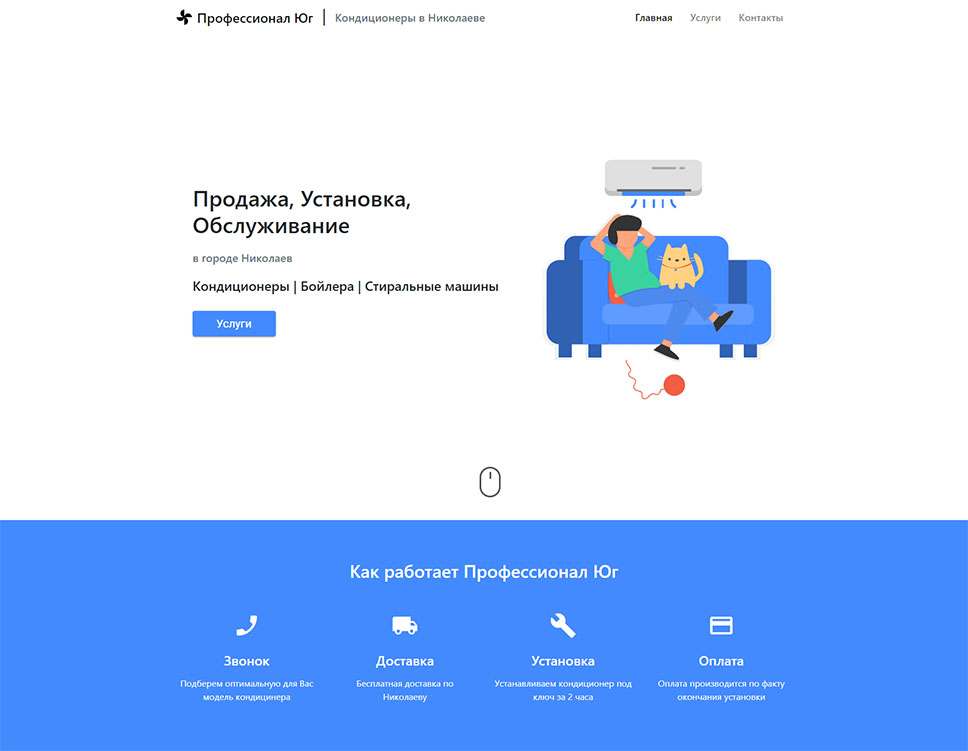 Профессионал Юг | Кондиционеры в Николаеве
Главная Услуги Контакты
Продажа, Установка,
Обслуживание
в городе Николаев
Кондиционеры | Бойлера | Стиральные машины
Услуги
Как работает Профессионал Юг
Звонок
Подберем оптимальную для Вас
модель кондицинера
Доставка
Бесплатная доставка по
Николаеву
Установка
Устанавливаем кондиционер под
ключ за 2 часа
Оплата
Оплата производится по факту
окончания установки